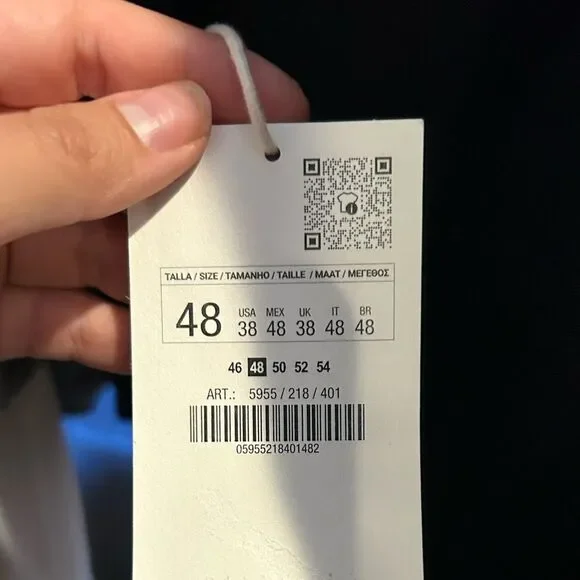 TALLA / SIZE / TAMANHO / TAILLE / MAAT / ΜΕΓΕΘΟΣ
48 USA MEX UK IT BR
38 48 38 48 48
46 48 50 52 54
ART.: 5955 / 218 / 401
05955218401482